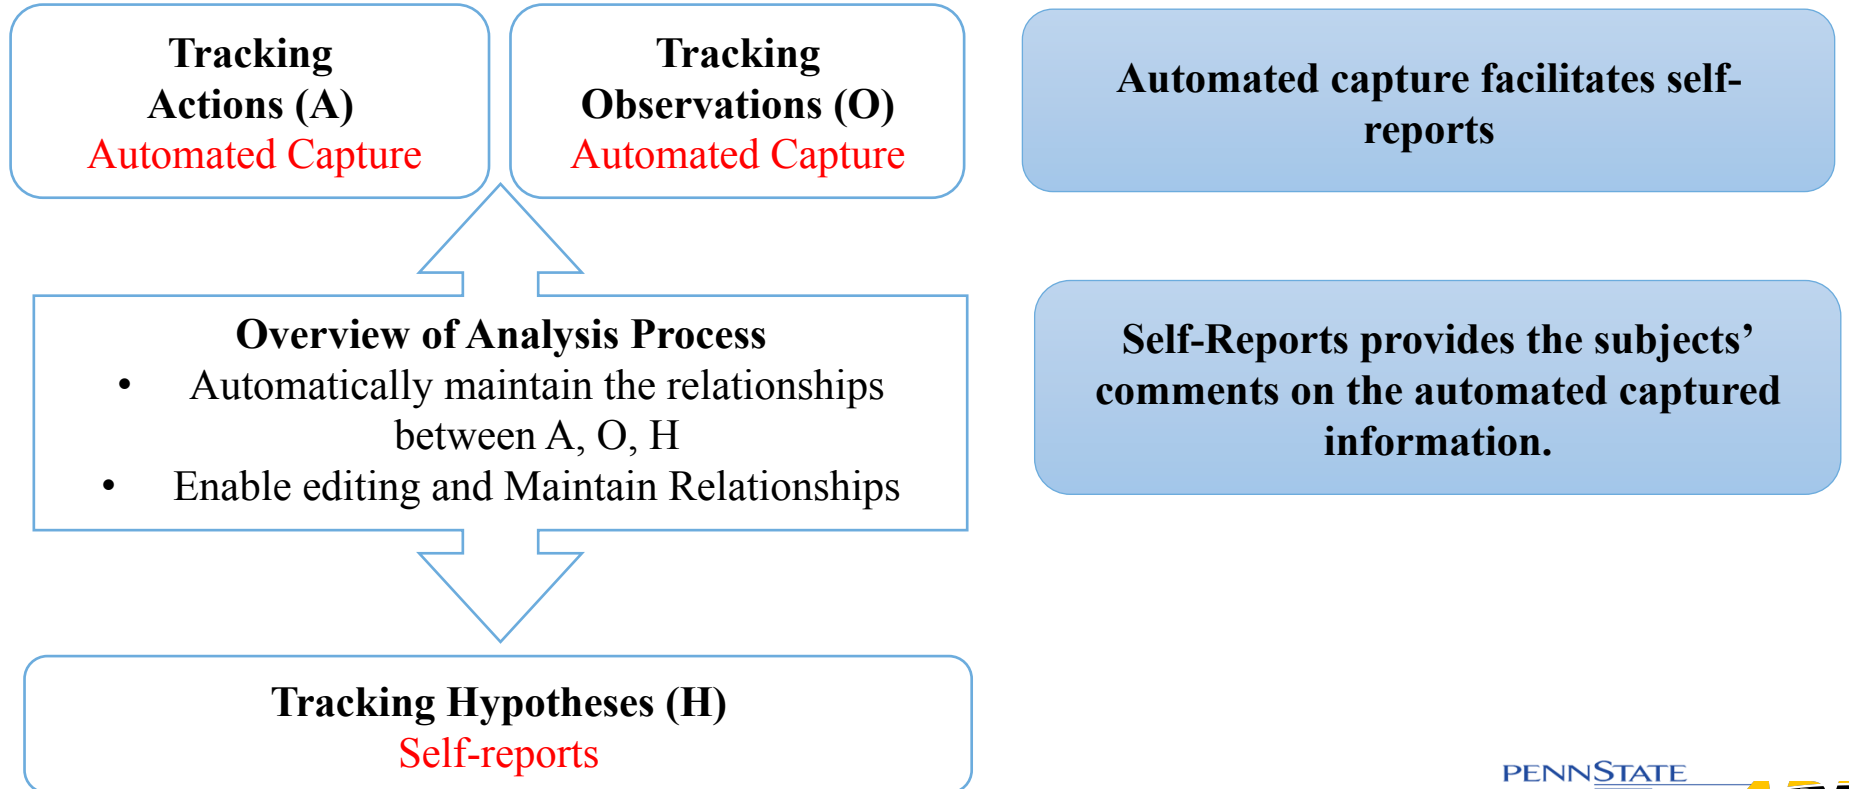 Tracking
Actions (A)
Automated Capture
Tracking
Observations (O)
Automated Capture
Automated capture facilitates self-
reports
Overview of Analysis Process
• Automatically maintain the relationships
between A, O, H
• Enable editing and Maintain Relationships
Self-Reports provides the subjects’
comments on the automated captured
information.
Tracking Hypotheses (H)
Self-reports
PENNSTATE